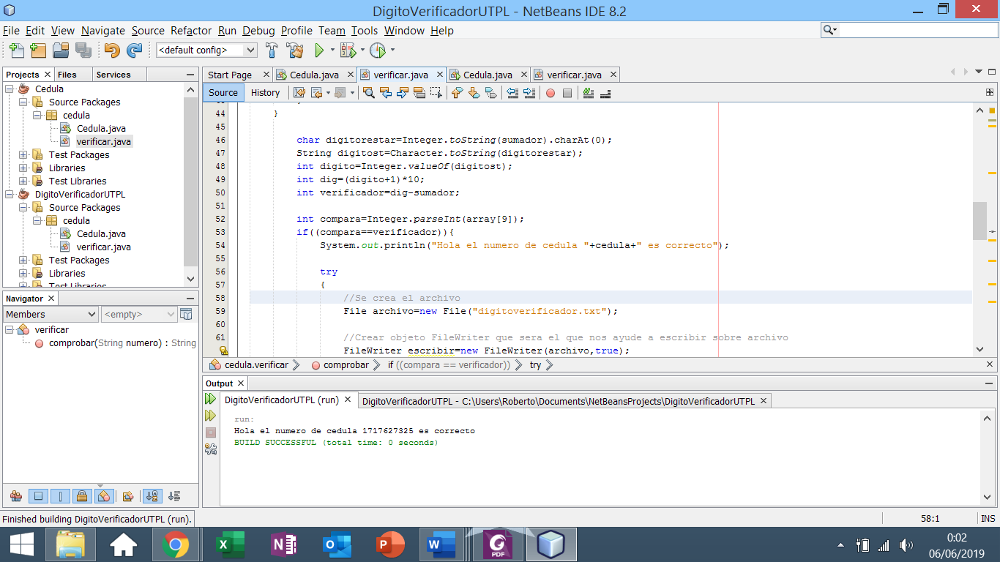 DigitoVerificadorUTPL - NetBeans IDE 8.2
File Edit View Navigate Source Refactor Run Debug Profile Team Tools Window Help
<default config>
Projects Files Services
Cedula
Source Packages
cedula
Cedula.java
verificar.java
Test Packages
Libraries
Test Libraries
DigitoVerificadorUTPL
Source Packages
cedula
Cedula.java
verificar.java
Test Packages
Libraries
Test Libraries
Navigator
Members <empty>
verificar
comprobar(String numero) : String
Start Page Cedula.java verificar.java Cedula.java verificar.java
Source History
44 }
45
46 char digitorestar=Integer.toString(sumador).charAt(0);
47 String digitost=Character.toString(digitorestar);
48 int digito=Integer.valueOf(digitost);
49 int dig=(digito+1)*10;
50 int verificador=dig-sumador;
51
52 int compara=Integer.parseInt(array[9]);
53 if((compara==verificador)){
54 System.out.println("Hola el numero de cedula "+cedula+" es correcto");
55
56 try
57 {
58 //Se crea el archivo
59 File archivo=new File("digitoverificador.txt");
60
61 //Crear objeto FileWriter que sera el que nos ayude a escribir sobre archivo
FileWriter escribir=new FileWriter(archivo,true);
cedula.verificar comprobar if ((compara == verificador)) try
Output
DigitoVerificadorUTPL (run) DigitoVerificadorUTPL - C:\Users\Roberto\Documents\NetBeansProjects\DigitoVerificadorUTPL
run:
Hola el numero de cedula 1717627325 es correcto
BUILD SUCCESSFUL (total time: 0 seconds)
Finished building DigitoVerificadorUTPL (run).
58:1 INS
PDF
0:02
06/06/2019